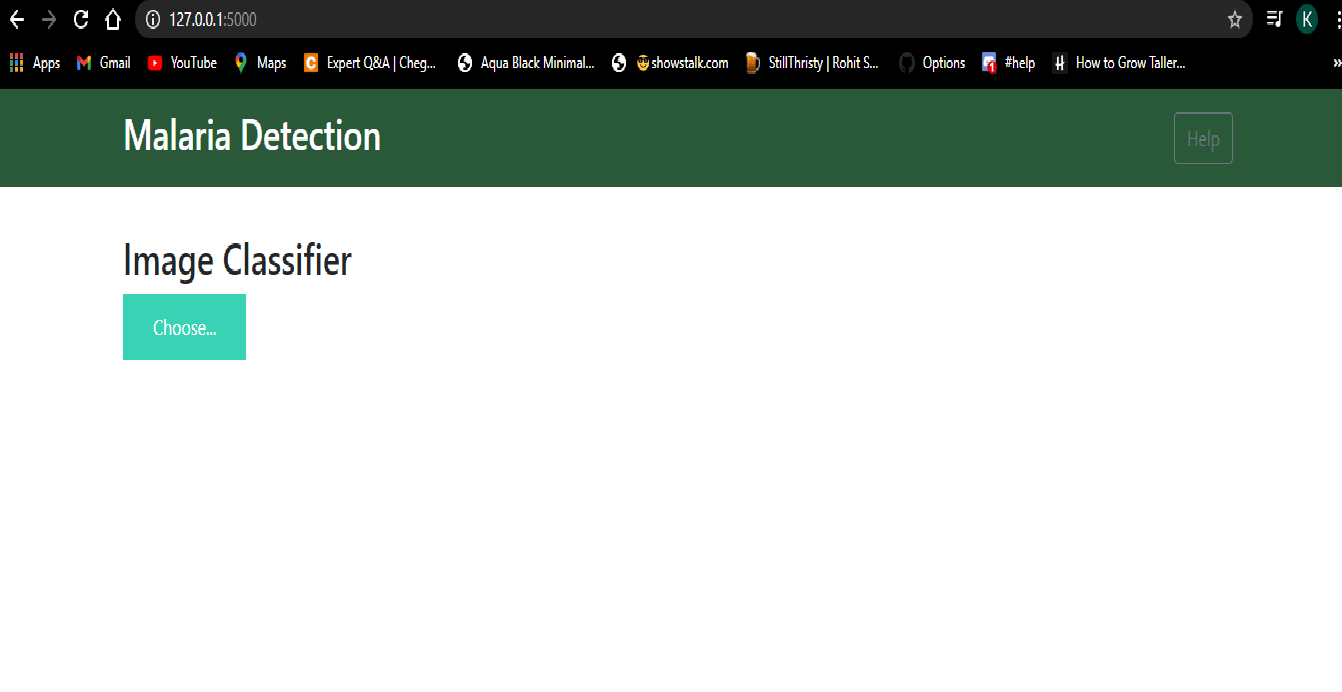 127.0.0.1:5000
K
Apps Gmail YouTube Maps C Expert Q&A | Cheg... Aqua Black Minimal... 😎showstalk.com StillThristy | Rohit S... Options 1 #help H How to Grow Taller... »
Malaria Detection
Help
Image Classifier
Choose...